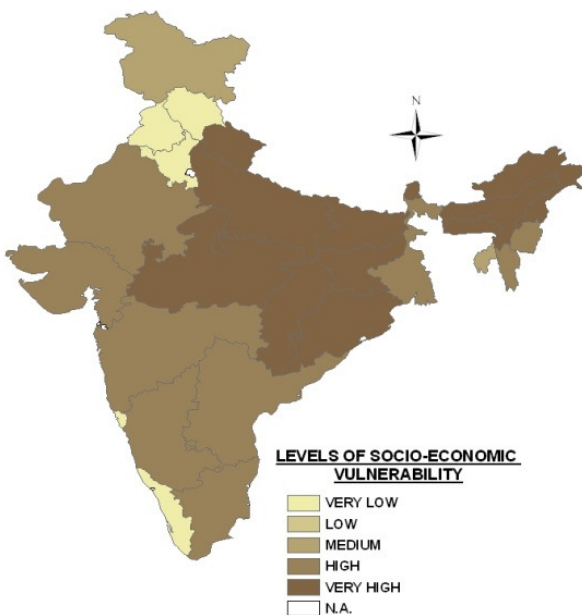 N
LEVELS OF SOCIO-ECONOMIC
VULNERABILITY
VERY LOW
LOW
MEDIUM
HIGH
VERY HIGH
N.A.